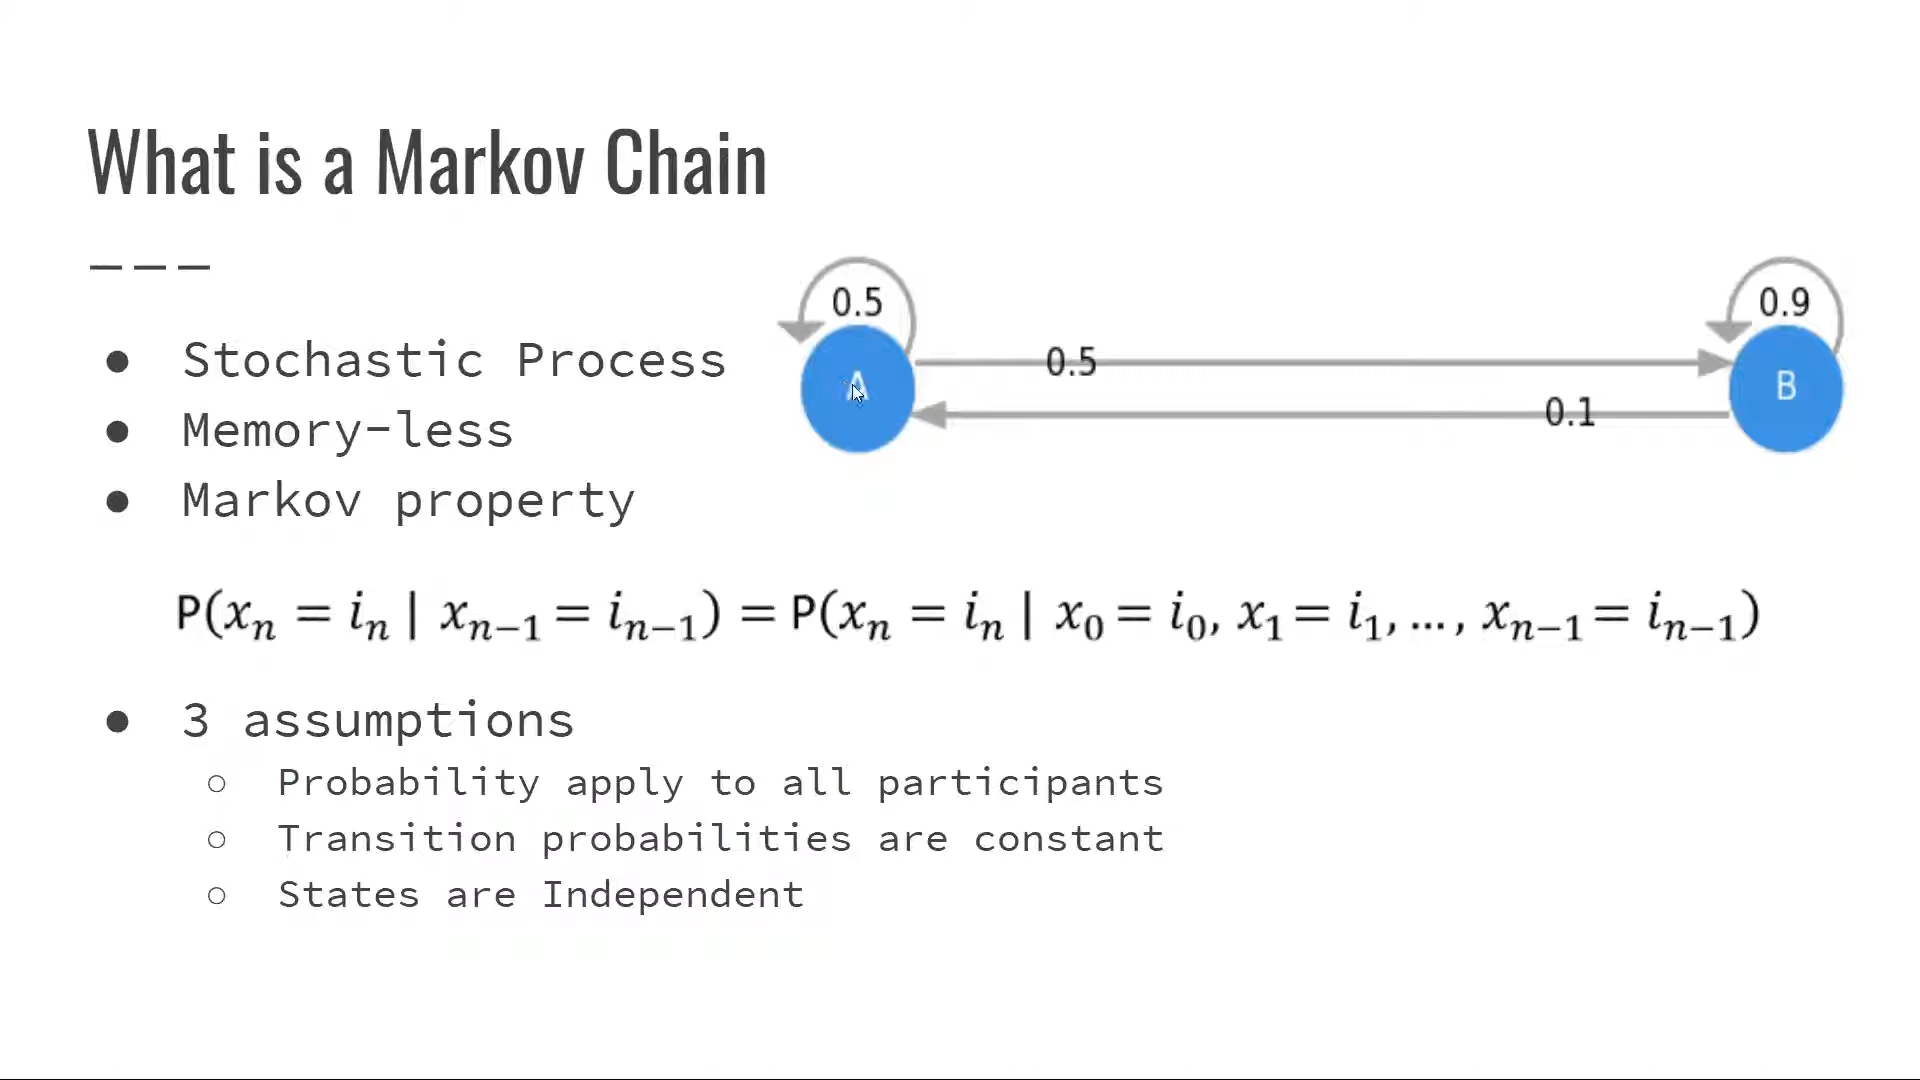 What is a Markov Chain
0.5
0.9
0.5
A
B
0.1
● Stochastic Process
● Memory-less
● Markov property
P(xₙ = iₙ | xₙ₋₁ = iₙ₋₁) = P(xₙ = iₙ | x₀ = i₀, x₁ = i₁, ..., xₙ₋₁ = iₙ₋₁)
● 3 assumptions
○ Probability apply to all participants
○ Transition probabilities are constant
○ States are Independent